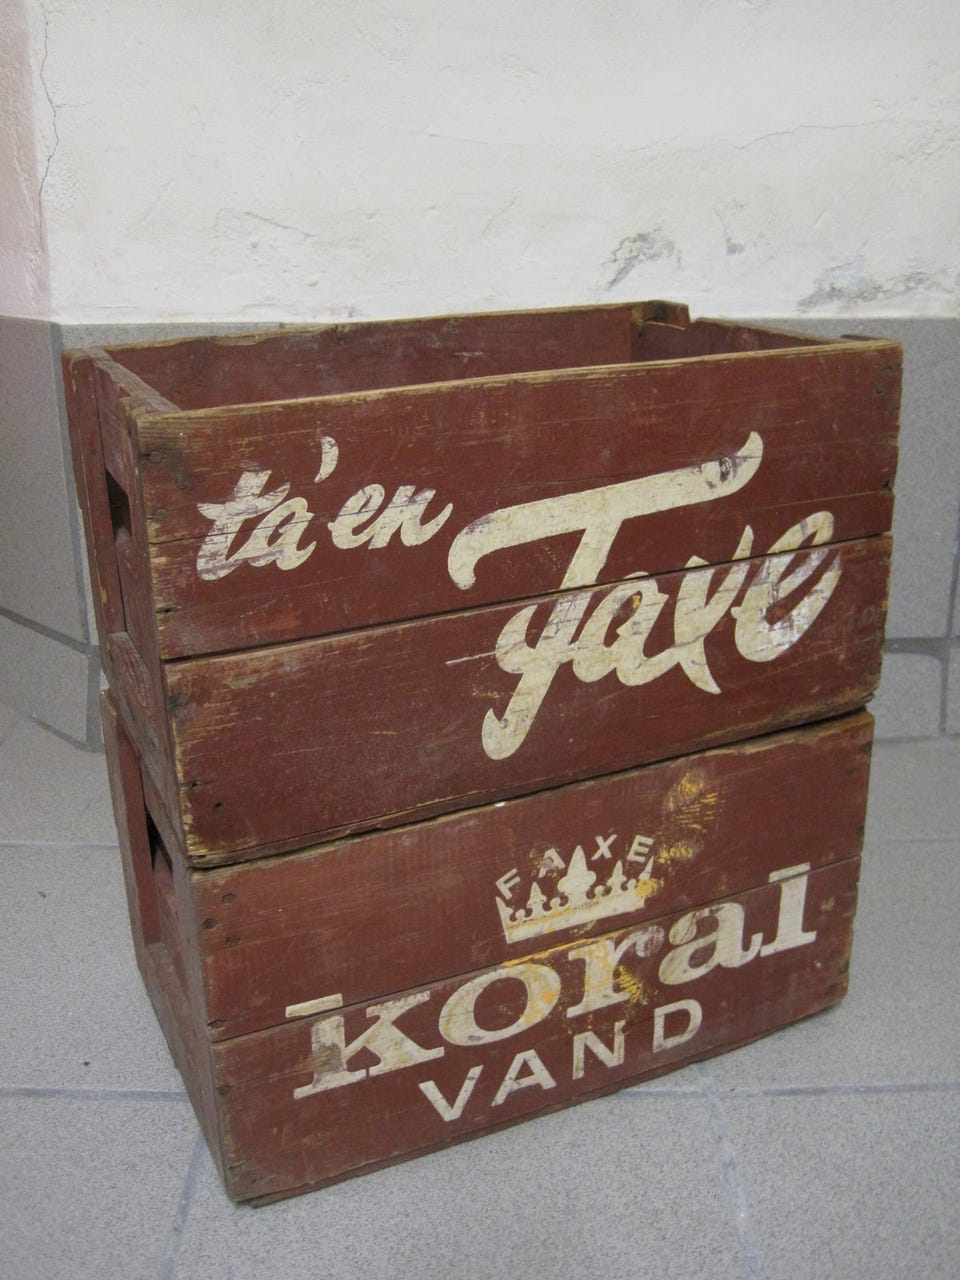 ta' en Faxe
FAXE
koral
VAND